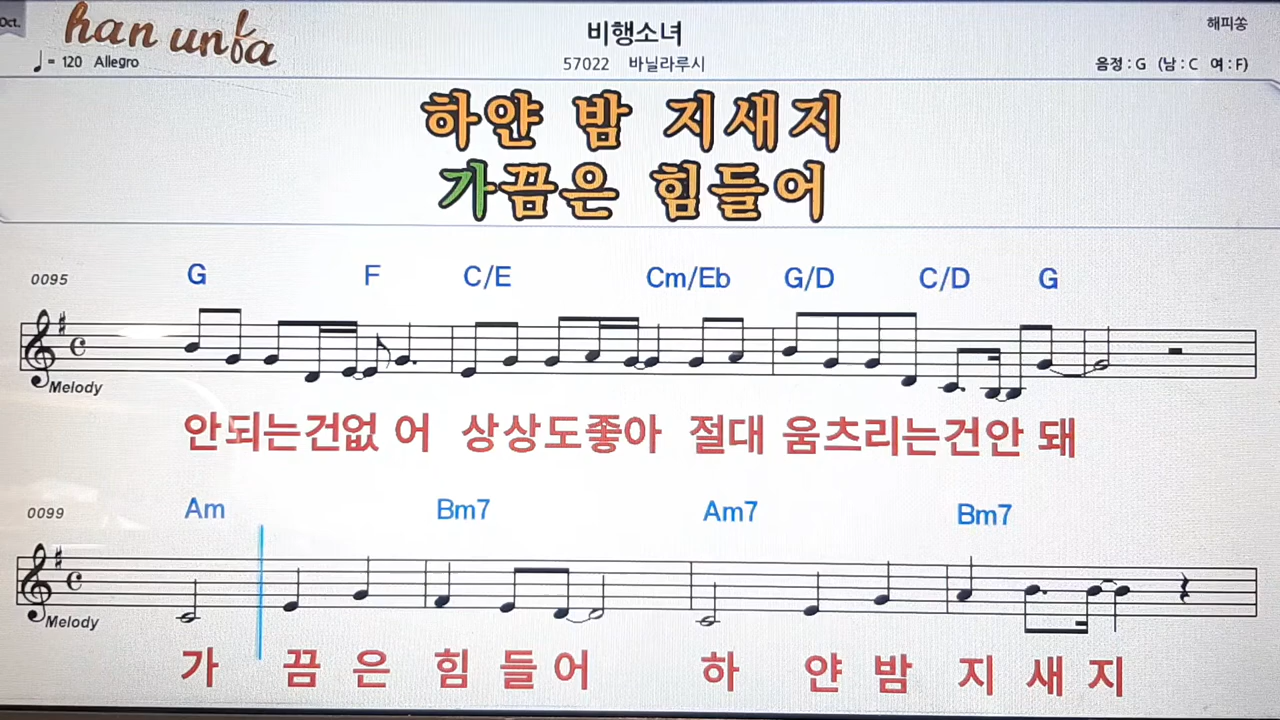 Oct.
han unfa
♩= 120 Allegro
비행소녀
57022 바닐라루시
해피쏭
음정 : G (남 : C 여 : F)
하얀 밤 지새지
가끔은 힘들어
0095 G F C/E Cm/Eb G/D C/D G
Melody
안되는건없 어 상상도좋아 절대 움츠리는건안 돼
0099 Am Bm7 Am7 Bm7
Melody
가 끔 은 힘 들 어 하 얀 밤 지 새 지